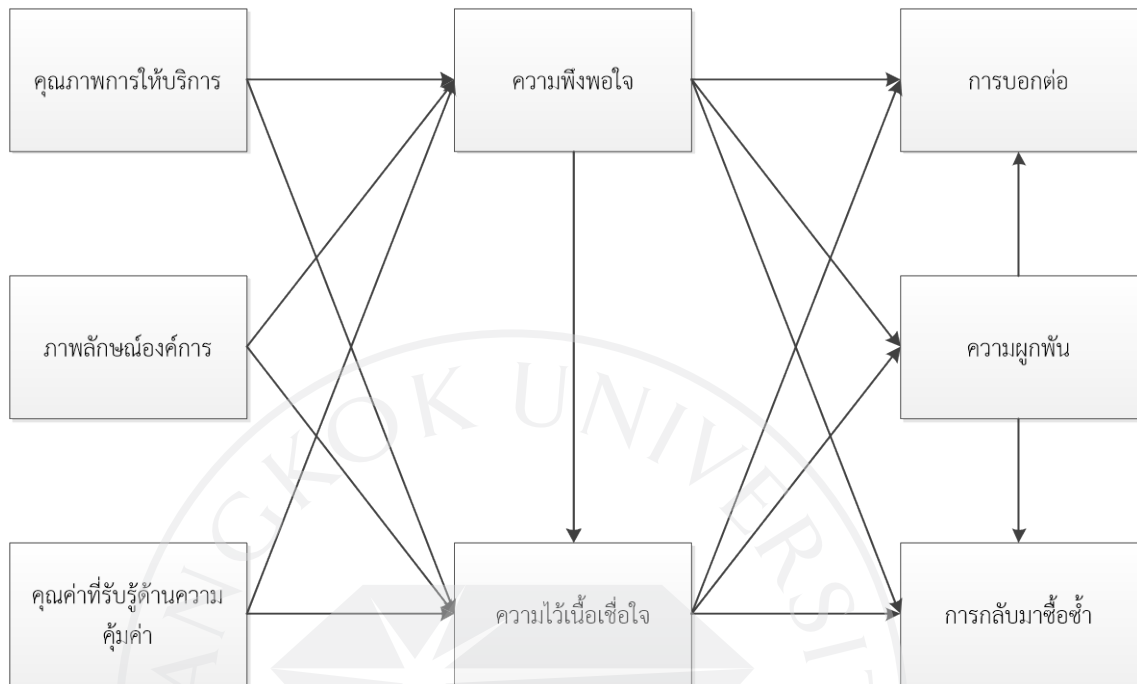 คุณภาพการให้บริการ
ความพึงพอใจ
การบอกต่อ
ภาพลักษณ์องค์การ
ความผูกพัน
คุณค่าที่รับรู้ด้านความ
คุ้มค่า
ความไว้เนื้อเชื่อใจ
การกลับมาซื้อซ้ำ
ANGKOK UNIVERSIT